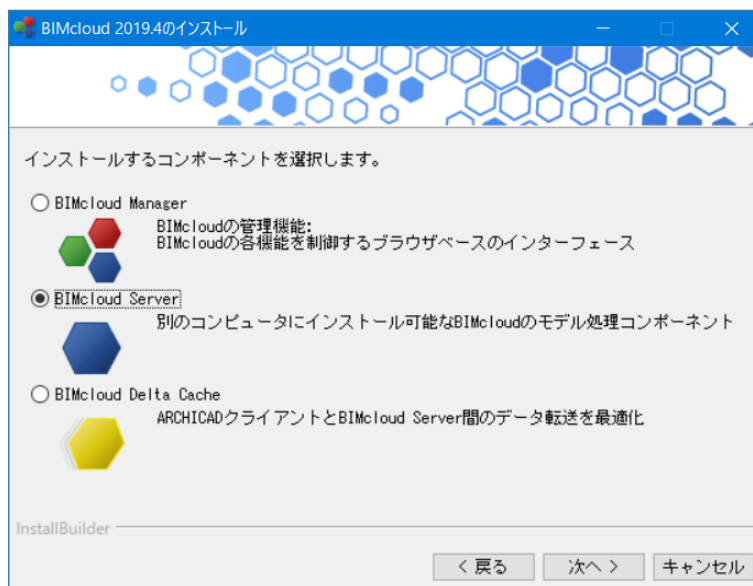 BIMcloud 2019.4のインストール
インストールするコンポーネントを選択します。
BIMcloud Manager
BIMcloudの管理機能:
BIMcloudの各機能を制御するブラウザベースのインターフェース
BIMcloud Server
別のコンピュータにインストール可能なBIMcloudのモデル処理コンポーネント
BIMcloud Delta Cache
ARCHICADクライアントとBIMcloud Server間のデータ転送を最適化
InstallBuilder
< 戻る 次へ > キャンセル